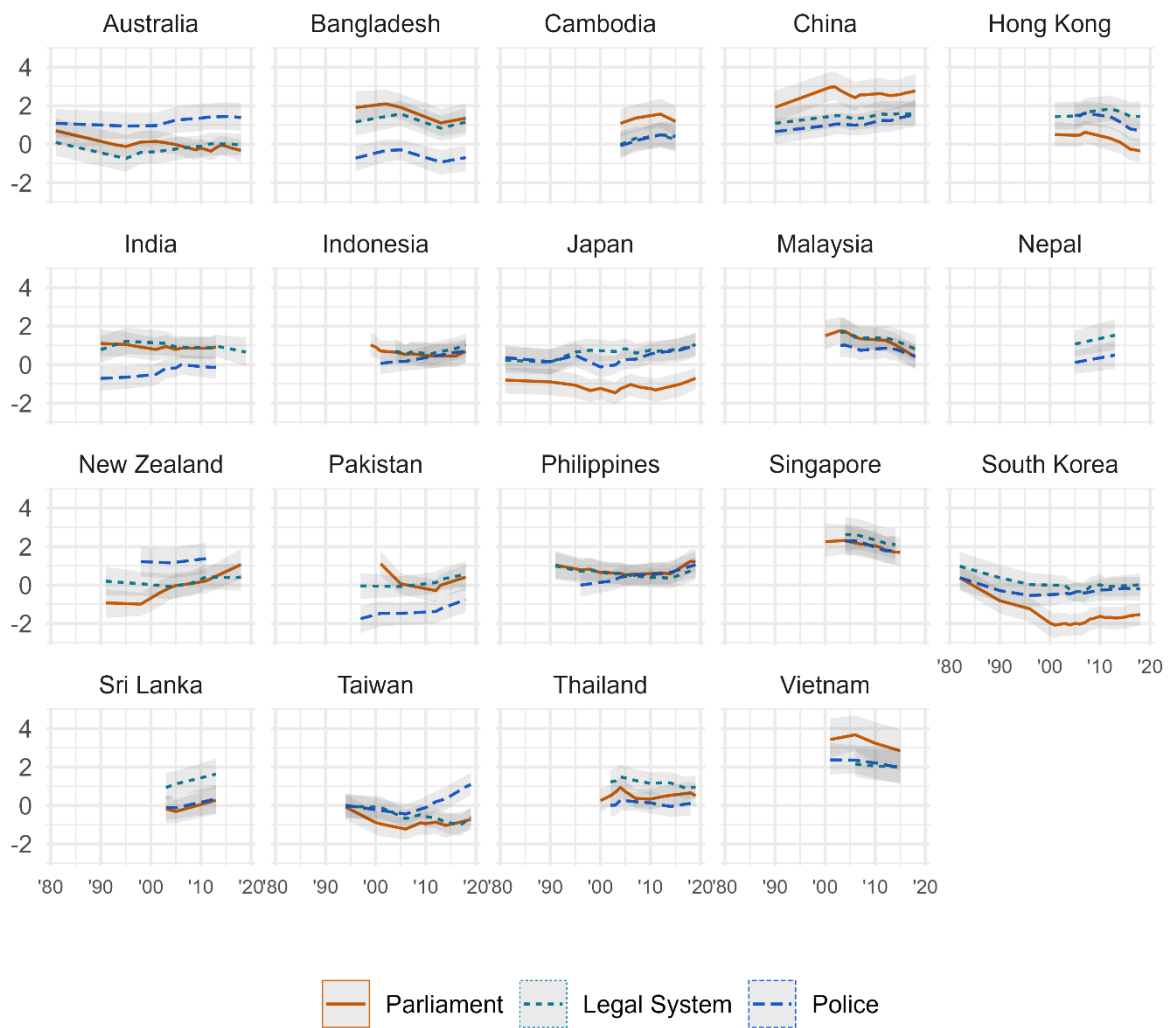 Australia Bangladesh Cambodia China Hong Kong
4
2
0
-2
India Indonesia Japan Malaysia Nepal
4
2
0
-2
New Zealand Pakistan Philippines Singapore South Korea
4
2
0
-2
'80 '90 '00 '10 '20
Sri Lanka Taiwan Thailand Vietnam
4
2
0
-2
'80 '90 '00 '10 '20 '80 '90 '00 '10 '20 '80 '90 '00 '10 '20 '80 '90 '00 '10 '20
Parliament Legal System Police